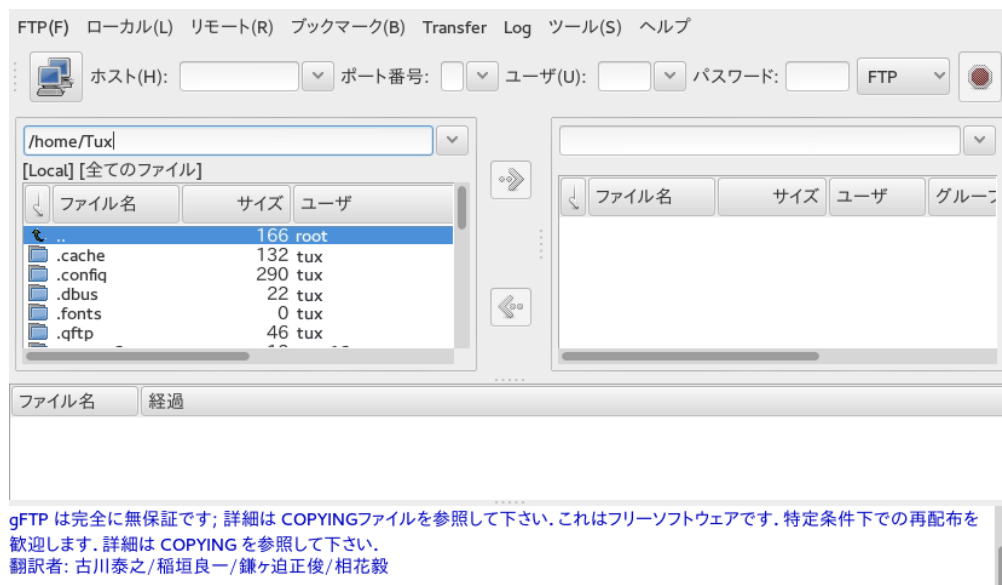 FTP(F) ローカル(L) リモート(R) ブックマーク(B) Transfer Log ツール(S) ヘルプ
ホスト(H): ポート番号: ユーザ(U): パスワード: FTP
/home/Tux
[Local] [全てのファイル]
ファイル名 サイズ ユーザ
.. 166 root
.cache 132 tux
.config 290 tux
.dbus 22 tux
.fonts 0 tux
.gftp 46 tux
ファイル名 サイズ ユーザ グループ
ファイル名 経過
gFTP は完全に無保証です; 詳細は COPYINGファイルを参照して下さい. これはフリーソフトウェアです. 特定条件下での再配布を
歓迎します. 詳細は COPYING を参照して下さい.
翻訳者: 古川泰之/稲垣良一/鎌ヶ迫正俊/相花毅